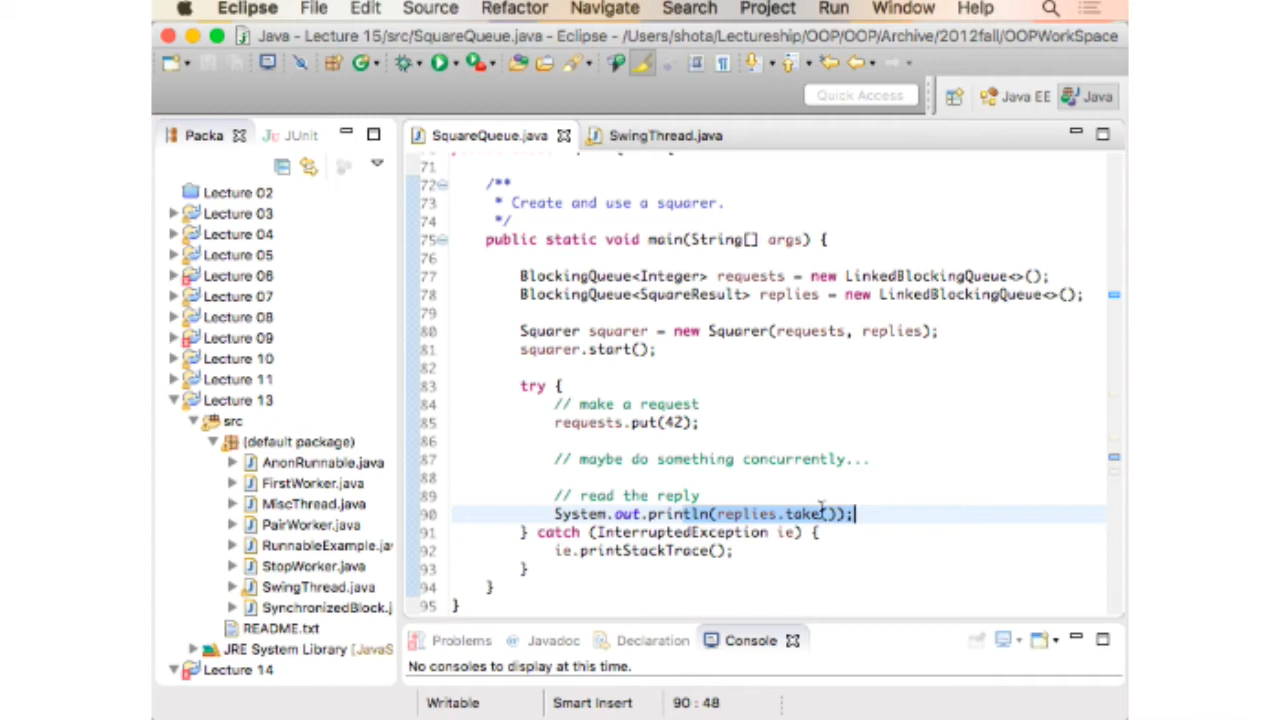 Eclipse File Edit Source Refactor Navigate Search Project Run Window Help
Java - Lecture 15/src/SquareQueue.java - Eclipse - /Users/shota/Lectureship/OOP/OOP/Archive/2012fall/OOPWorkSpace
Quick Access
Java EE
Java
Packa
JUnit
Lecture 02
Lecture 03
Lecture 04
Lecture 05
Lecture 06
Lecture 07
Lecture 08
Lecture 09
Lecture 10
Lecture 11
Lecture 13
src
(default package)
AnonRunnable.java
FirstWorker.java
MiscThread.java
PairWorker.java
RunnableExample.jav
StopWorker.java
SwingThread.java
SynchronizedBlock.j
README.txt
JRE System Library [JavaS
Lecture 14
SquareQueue.java
SwingThread.java
71
72 /**
73 * Create and use a squarer.
74 */
75 public static void main(String[] args) {
76
77 BlockingQueue<Integer> requests = new LinkedBlockingQueue<>();
78 BlockingQueue<SquareResult> replies = new LinkedBlockingQueue<>();
79
80 Squarer squarer = new Squarer(requests, replies);
81 squarer.start();
82
83 try {
84 // make a request
85 requests.put(42);
86
87 // maybe do something concurrently...
88
89 // read the reply
90 System.out.println(replies.take());
91 } catch (InterruptedException ie) {
92 ie.printStackTrace();
93 }
94 }
95 }
Problems
Javadoc
Declaration
Console
No consoles to display at this time.
Writable
Smart Insert
90 : 48